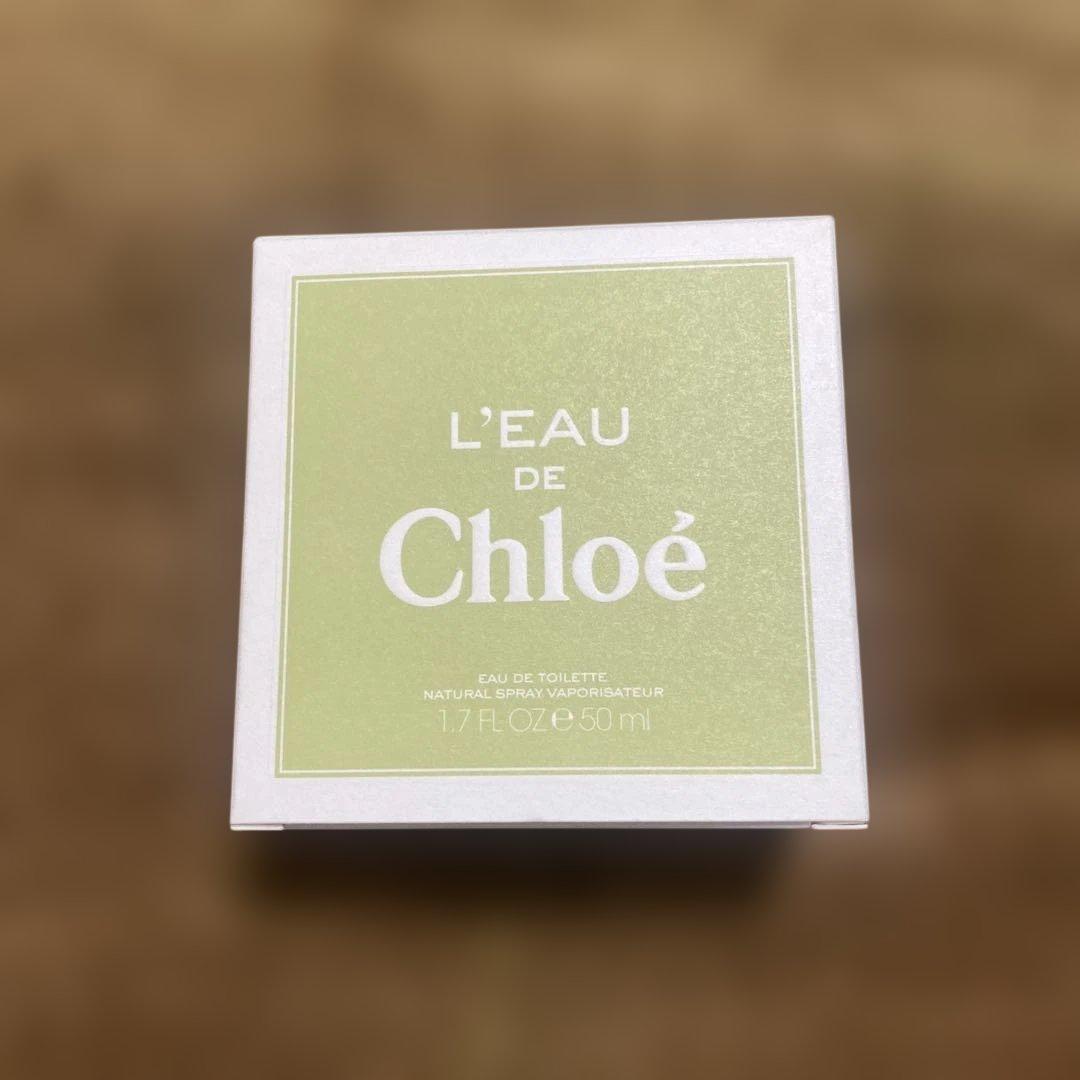 L'EAU
DE
Chloé
EAU DE TOILETTE
NATURAL SPRAY VAPORISATEUR
1.7 FL OZ ℮ 50 ml